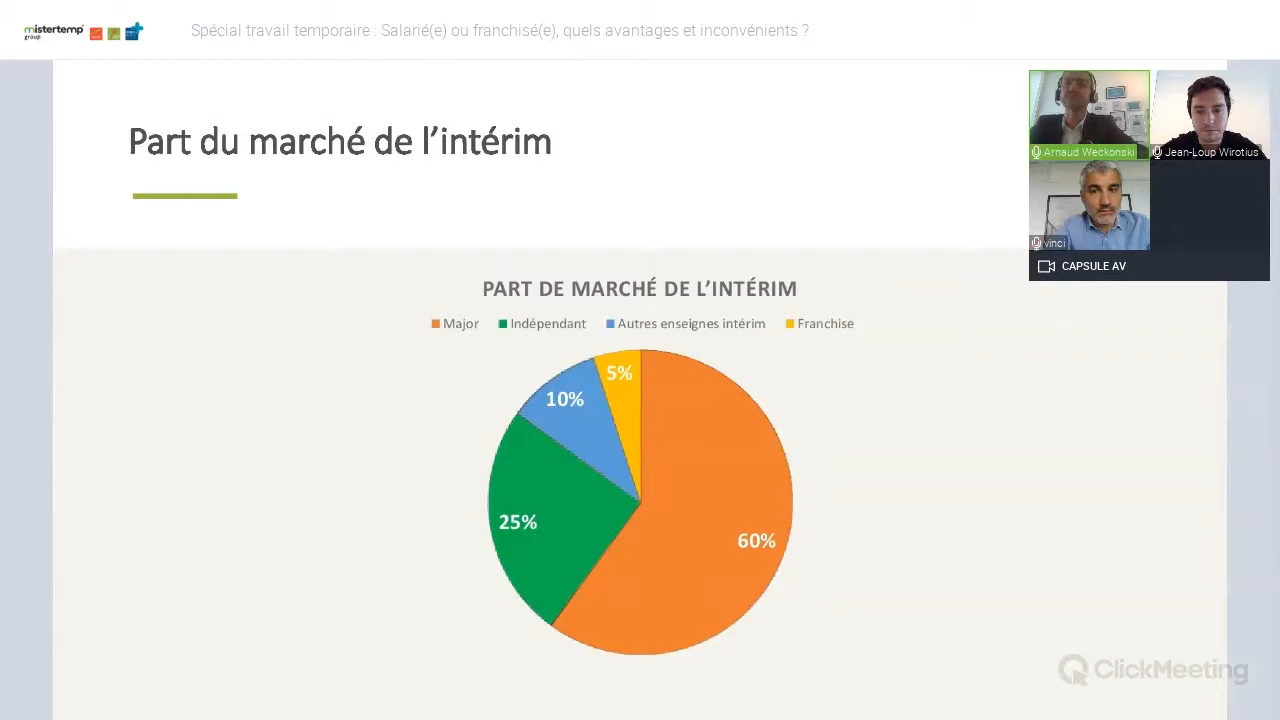 mistertemp'
group
Spécial travail temporaire : Salarié(e) ou franchisé(e), quels avantages et inconvénients ?
Part du marché de l'intérim
Arnaud Weckonski
Jean-Loup Wirotius
vinci
CAPSULE AV
PART DE MARCHÉ DE L'INTÉRIM
Major Indépendant Autres enseignes intérim Franchise
5%
10%
25%
60%
ClickMeeting